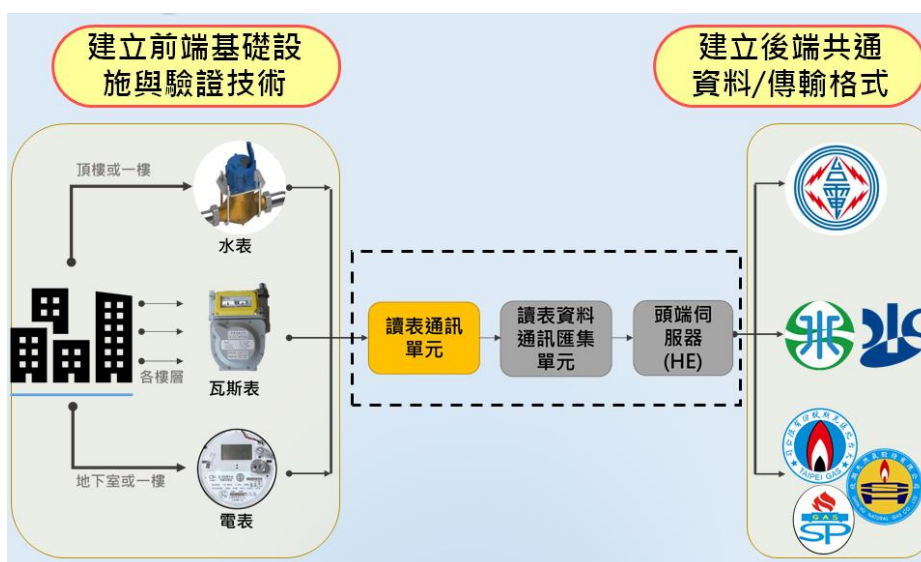 建立前端基礎設
施與驗證技術
建立後端共通
資料/傳輸格式
頂樓或一樓
水表
各樓層
瓦斯表
地下室或一樓
電表
讀表通訊
單元
讀表資料
通訊匯集
單元
頭端伺
服器
(HE)
台電
TAIPEI GAS
GAS
SP